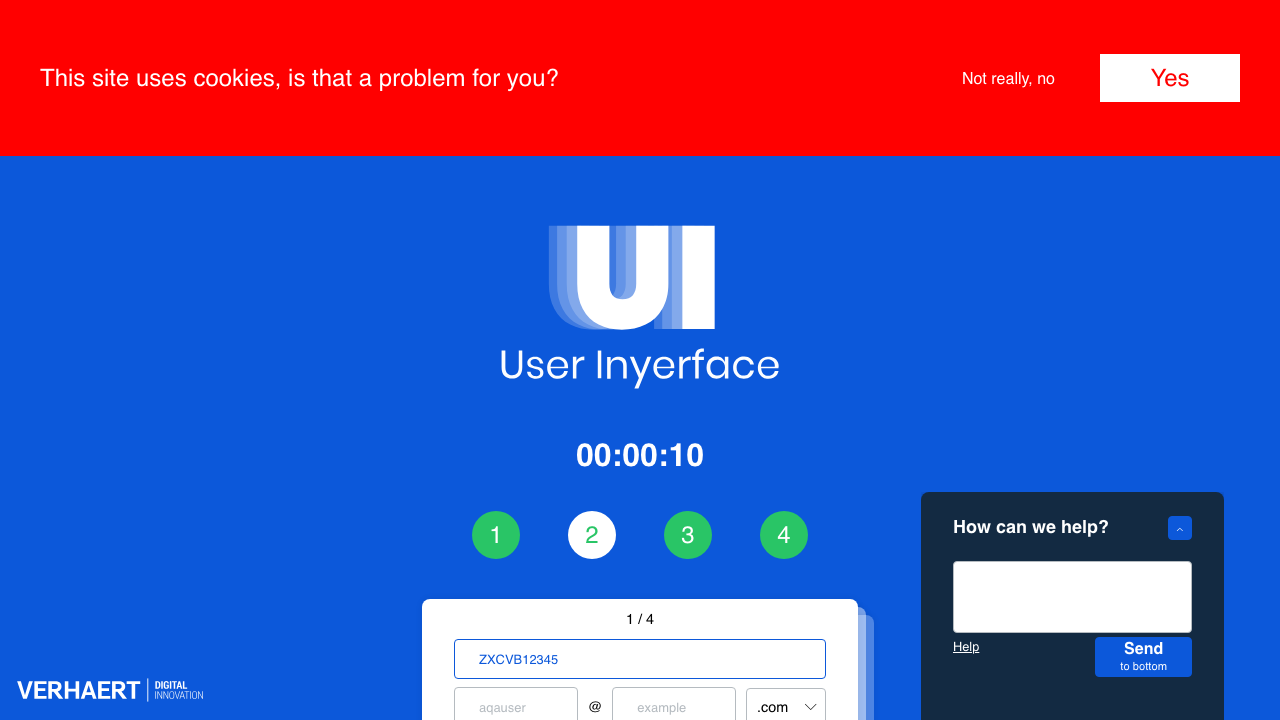 This site uses cookies, is that a problem for you?
Not really, no
Yes
UI
User Inyerface
00:00:10
1
2
3
4
How can we help?
1 / 4
ZXCVB12345
Help
Send
to bottom
VERHAERT
DIGITAL
INNOVATION
aqauser
@
example
.com